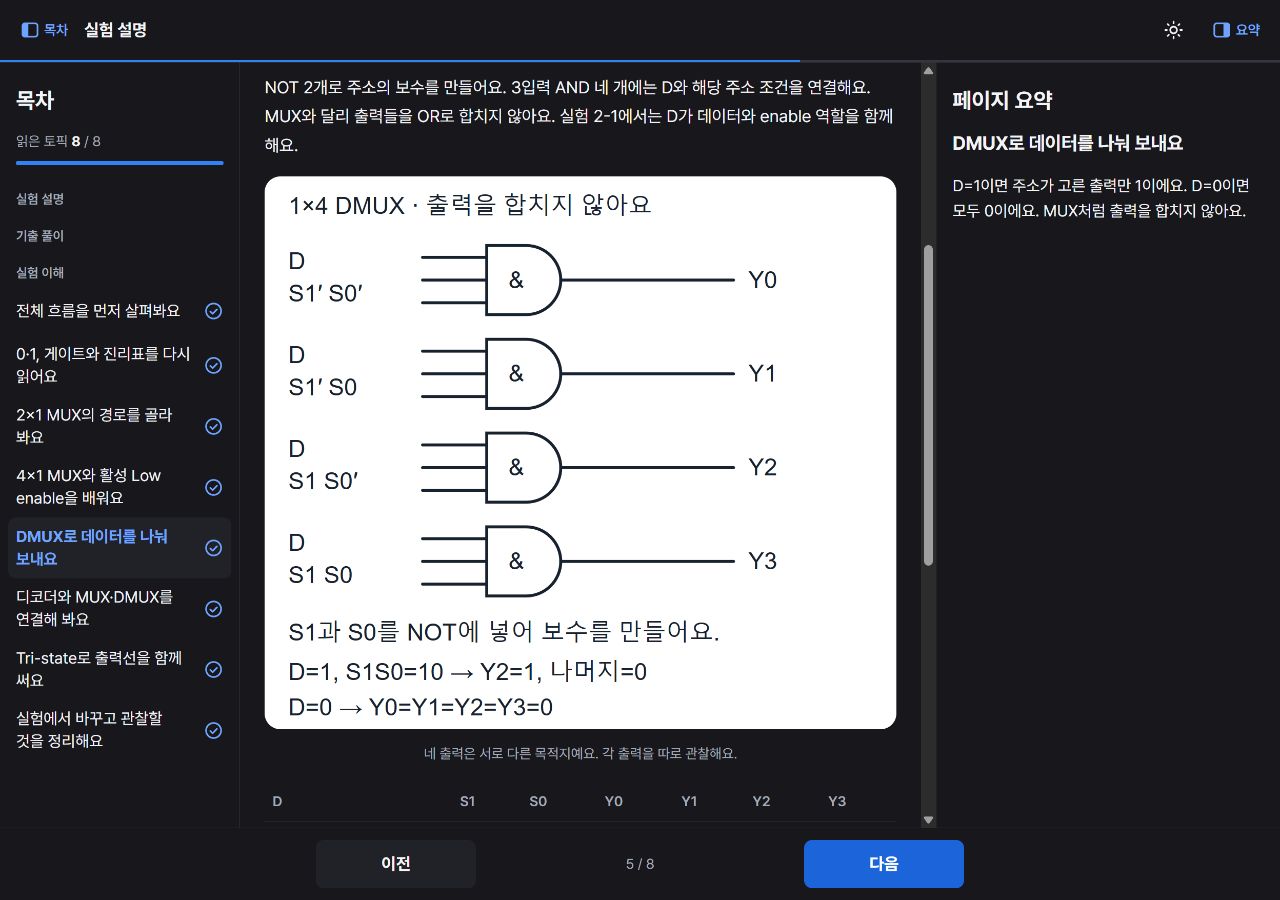 목차
실험 설명
요약
목차
읽은 토픽 8 / 8
실험 설명
기출 풀이
실험 이해
전체 흐름을 먼저 살펴봐요
0·1, 게이트와 진리표를 다시
읽어요
2×1 MUX의 경로를 골라
봐요
4×1 MUX와 활성 Low
enable을 배워요
DMUX로 데이터를 나눠
보내요
디코더와 MUX·DMUX를
연결해 봐요
Tri-state로 출력선을 함께
써요
실험에서 바꾸고 관찰할
것을 정리해요
NOT 2개로 주소의 보수를 만들어요. 3입력 AND 네 개에는 D와 해당 주소 조건을 연결해요.
MUX와 달리 출력들을 OR로 합치지 않아요. 실험 2-1에서는 D가 데이터와 enable 역할을 함께
해요.
1×4 DMUX · 출력을 합치지 않아요
D
S1′ S0′
&
Y0
D
S1′ S0
&
Y1
D
S1 S0′
&
Y2
D
S1 S0
&
Y3
S1과 S0를 NOT에 넣어 보수를 만들어요.
D=1, S1S0=10 → Y2=1, 나머지=0
D=0 → Y0=Y1=Y2=Y3=0
네 출력은 서로 다른 목적지예요. 각 출력을 따로 관찰해요.
D S1 S0 Y0 Y1 Y2 Y3
페이지 요약
DMUX로 데이터를 나눠 보내요
D=1이면 주소가 고른 출력만 1이에요. D=0이면
모두 0이에요. MUX처럼 출력을 합치지 않아요.
이전
5 / 8
다음